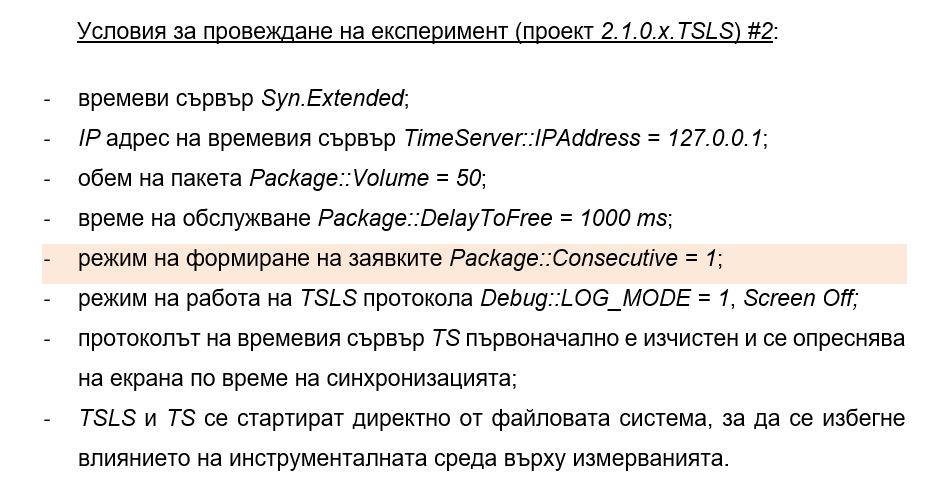 Условия за провеждане на експеримент (проект 2.1.0.x.TSLS) #2:
- времеви сървър Syn.Extended;
- IP адрес на времевия сървър TimeServer::IPAddress = 127.0.0.1;
- обем на пакета Package::Volume = 50;
- време на обслужване Package::DelayToFree = 1000 ms;
- режим на формиране на заявките Package::Consecutive = 1;
- режим на работа на TSLS протокола Debug::LOG_MODE = 1, Screen Off;
- протоколът на времевия сървър TS първоначално е изчистен и се опреснява
на екрана по време на синхронизацията;
- TSLS и TS се стартират директно от файловата система, за да се избегне
влиянието на инструменталната среда върху измерванията.